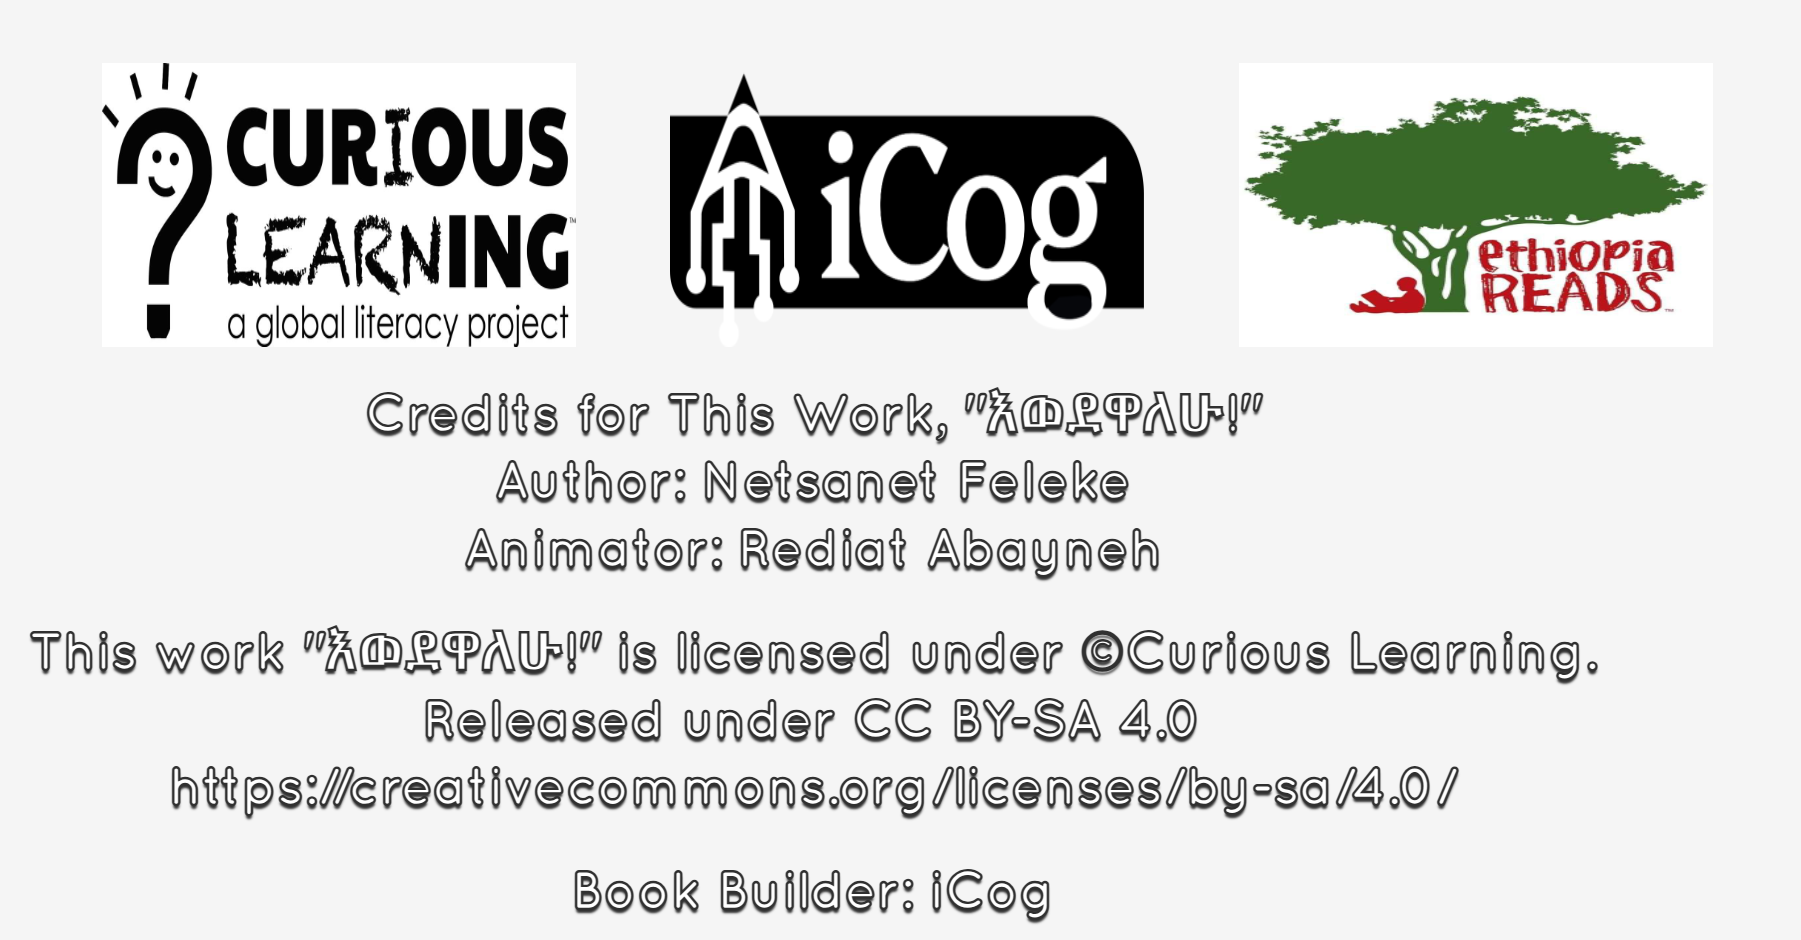 CURIOUS
LEARNING™
a global literacy project
iCog
ethiopia
READS™
Credits for This Work, "እወደዋለሁ!"
Author: Netsanet Feleke
Animator: Rediat Abayneh
This work "እወደዋለሁ!" is licensed under ©Curious Learning.
Released under CC BY-SA 4.0
https://creativecommons.org/licenses/by-sa/4.0/
Book Builder: iCog